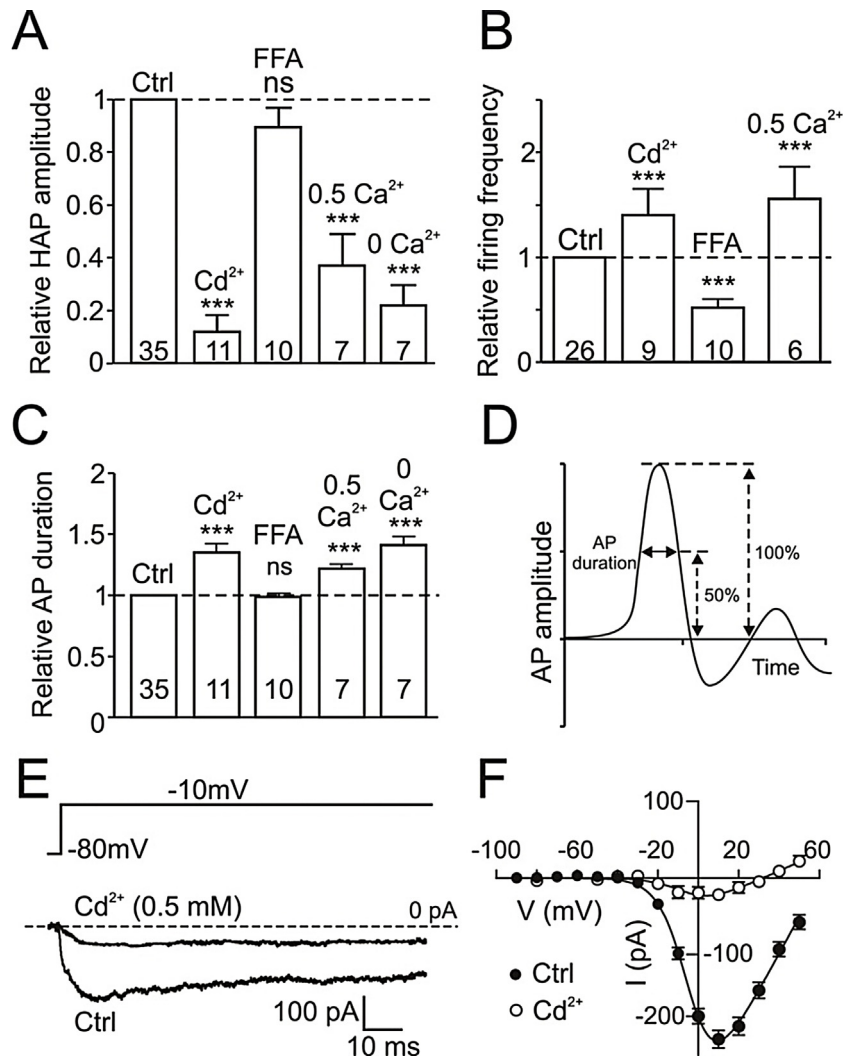 A
Relative HAP amplitude
1
0.8
0.6
0.4
0.2
0
Ctrl
Cd²⁺
***
FFA
ns
0.5 Ca²⁺
***
0 Ca²⁺
***
35
11
10
7
7
B
Relative firing frequency
2
1
0
Ctrl
Cd²⁺
***
FFA
***
0.5 Ca²⁺
***
26
9
10
6
C
Relative AP duration
2
1.5
1
0.5
0
Ctrl
Cd²⁺
***
FFA
ns
0.5
Ca²⁺
***
0
Ca²⁺
***
35
11
10
7
7
D
AP amplitude
AP
duration
50%
100%
Time
E
-10mV
-80mV
Cd²⁺ (0.5 mM)
0 pA
Ctrl
100 pA
10 ms
F
100
-100
-60
-20
20
60
V (mV)
I (pA)
-100
-200
Ctrl
Cd²⁺